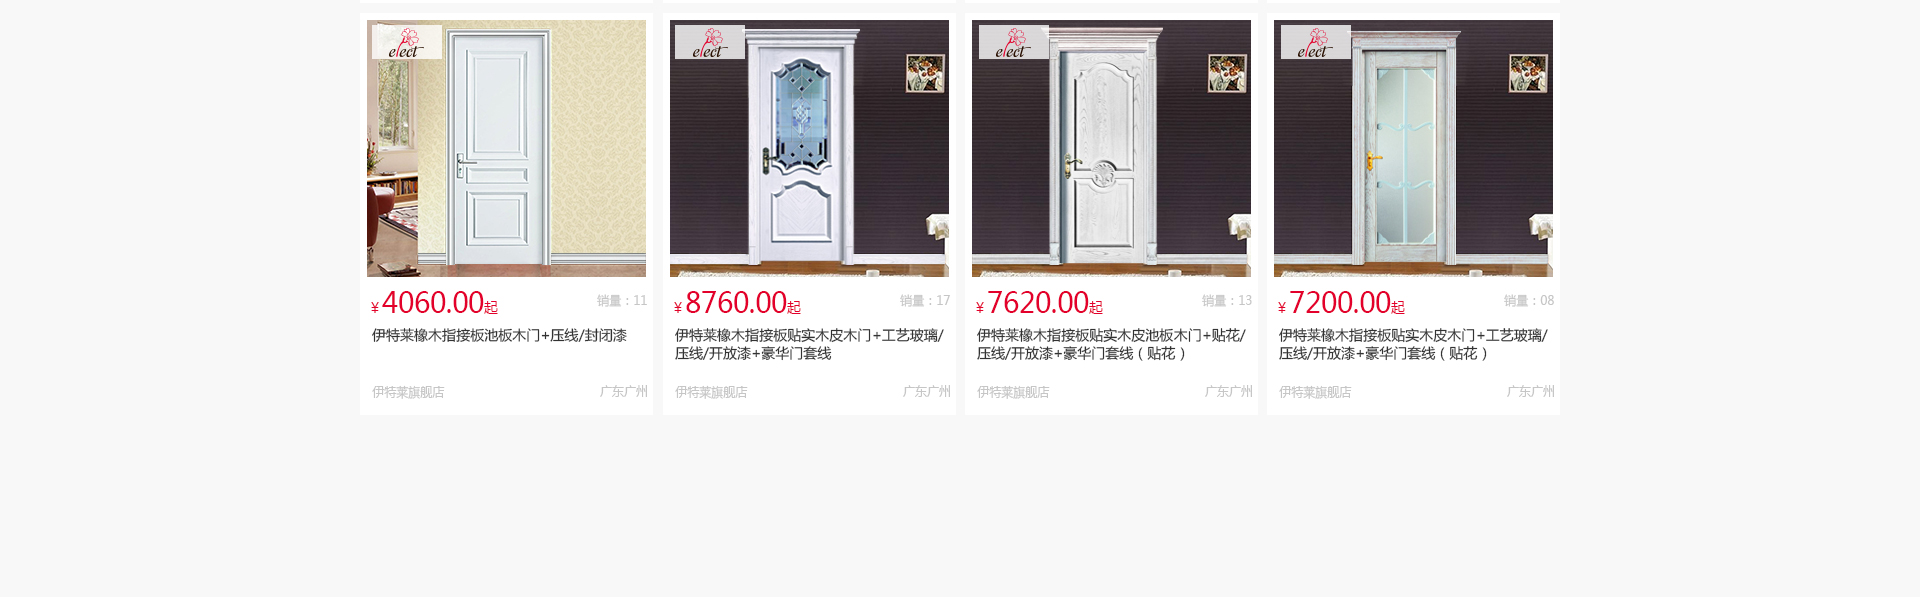 elect
elect
elect
elect
¥4060.00起 销量：11
伊特莱橡木指接板池板木门+压线/封闭漆
伊特莱旗舰店 广东广州
¥8760.00起 销量：17
伊特莱橡木指接板贴实木皮木门+工艺玻璃/
压线/开放漆+豪华门套线
伊特莱旗舰店 广东广州
¥7620.00起 销量：13
伊特莱橡木指接板贴实木皮池板木门+贴花/
压线/开放漆+豪华门套线（贴花）
伊特莱旗舰店 广东广州
¥7200.00起 销量：08
伊特莱橡木指接板贴实木皮木门+工艺玻璃/
压线/开放漆+豪华门套线（贴花）
伊特莱旗舰店 广东广州